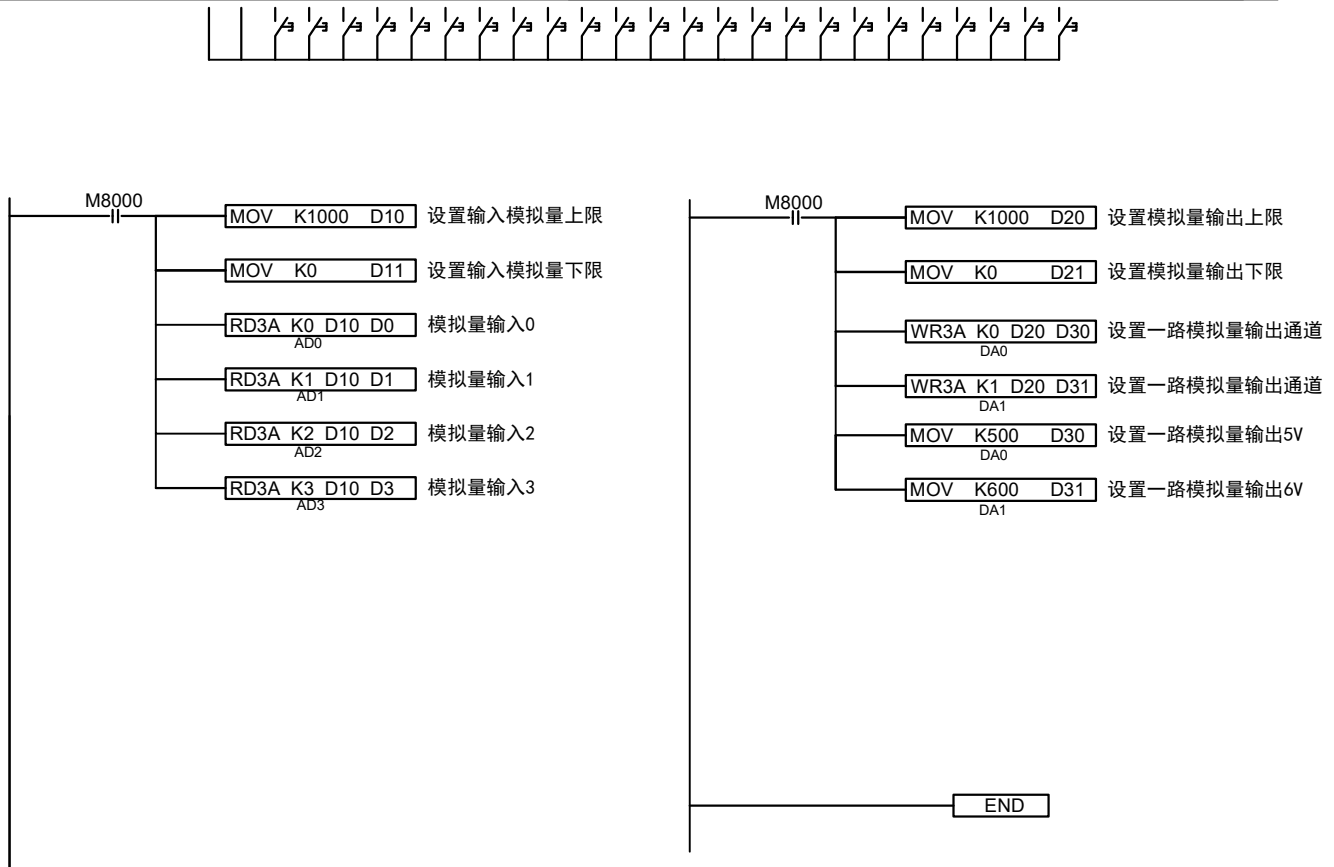 M8000
MOV K1000 D10 设置输入模拟量上限
MOV K0 D11 设置输入模拟量下限
RD3A K0 D10 D0 模拟量输入0
AD0
RD3A K1 D10 D1 模拟量输入1
AD1
RD3A K2 D10 D2 模拟量输入2
AD2
RD3A K3 D10 D3 模拟量输入3
AD3
M8000
MOV K1000 D20 设置模拟量输出上限
MOV K0 D21 设置模拟量输出下限
WR3A K0 D20 D30 设置一路模拟量输出通道
DA0
WR3A K1 D20 D31 设置一路模拟量输出通道
DA1
MOV K500 D30 设置一路模拟量输出5V
DA0
MOV K600 D31 设置一路模拟量输出6V
DA1
END